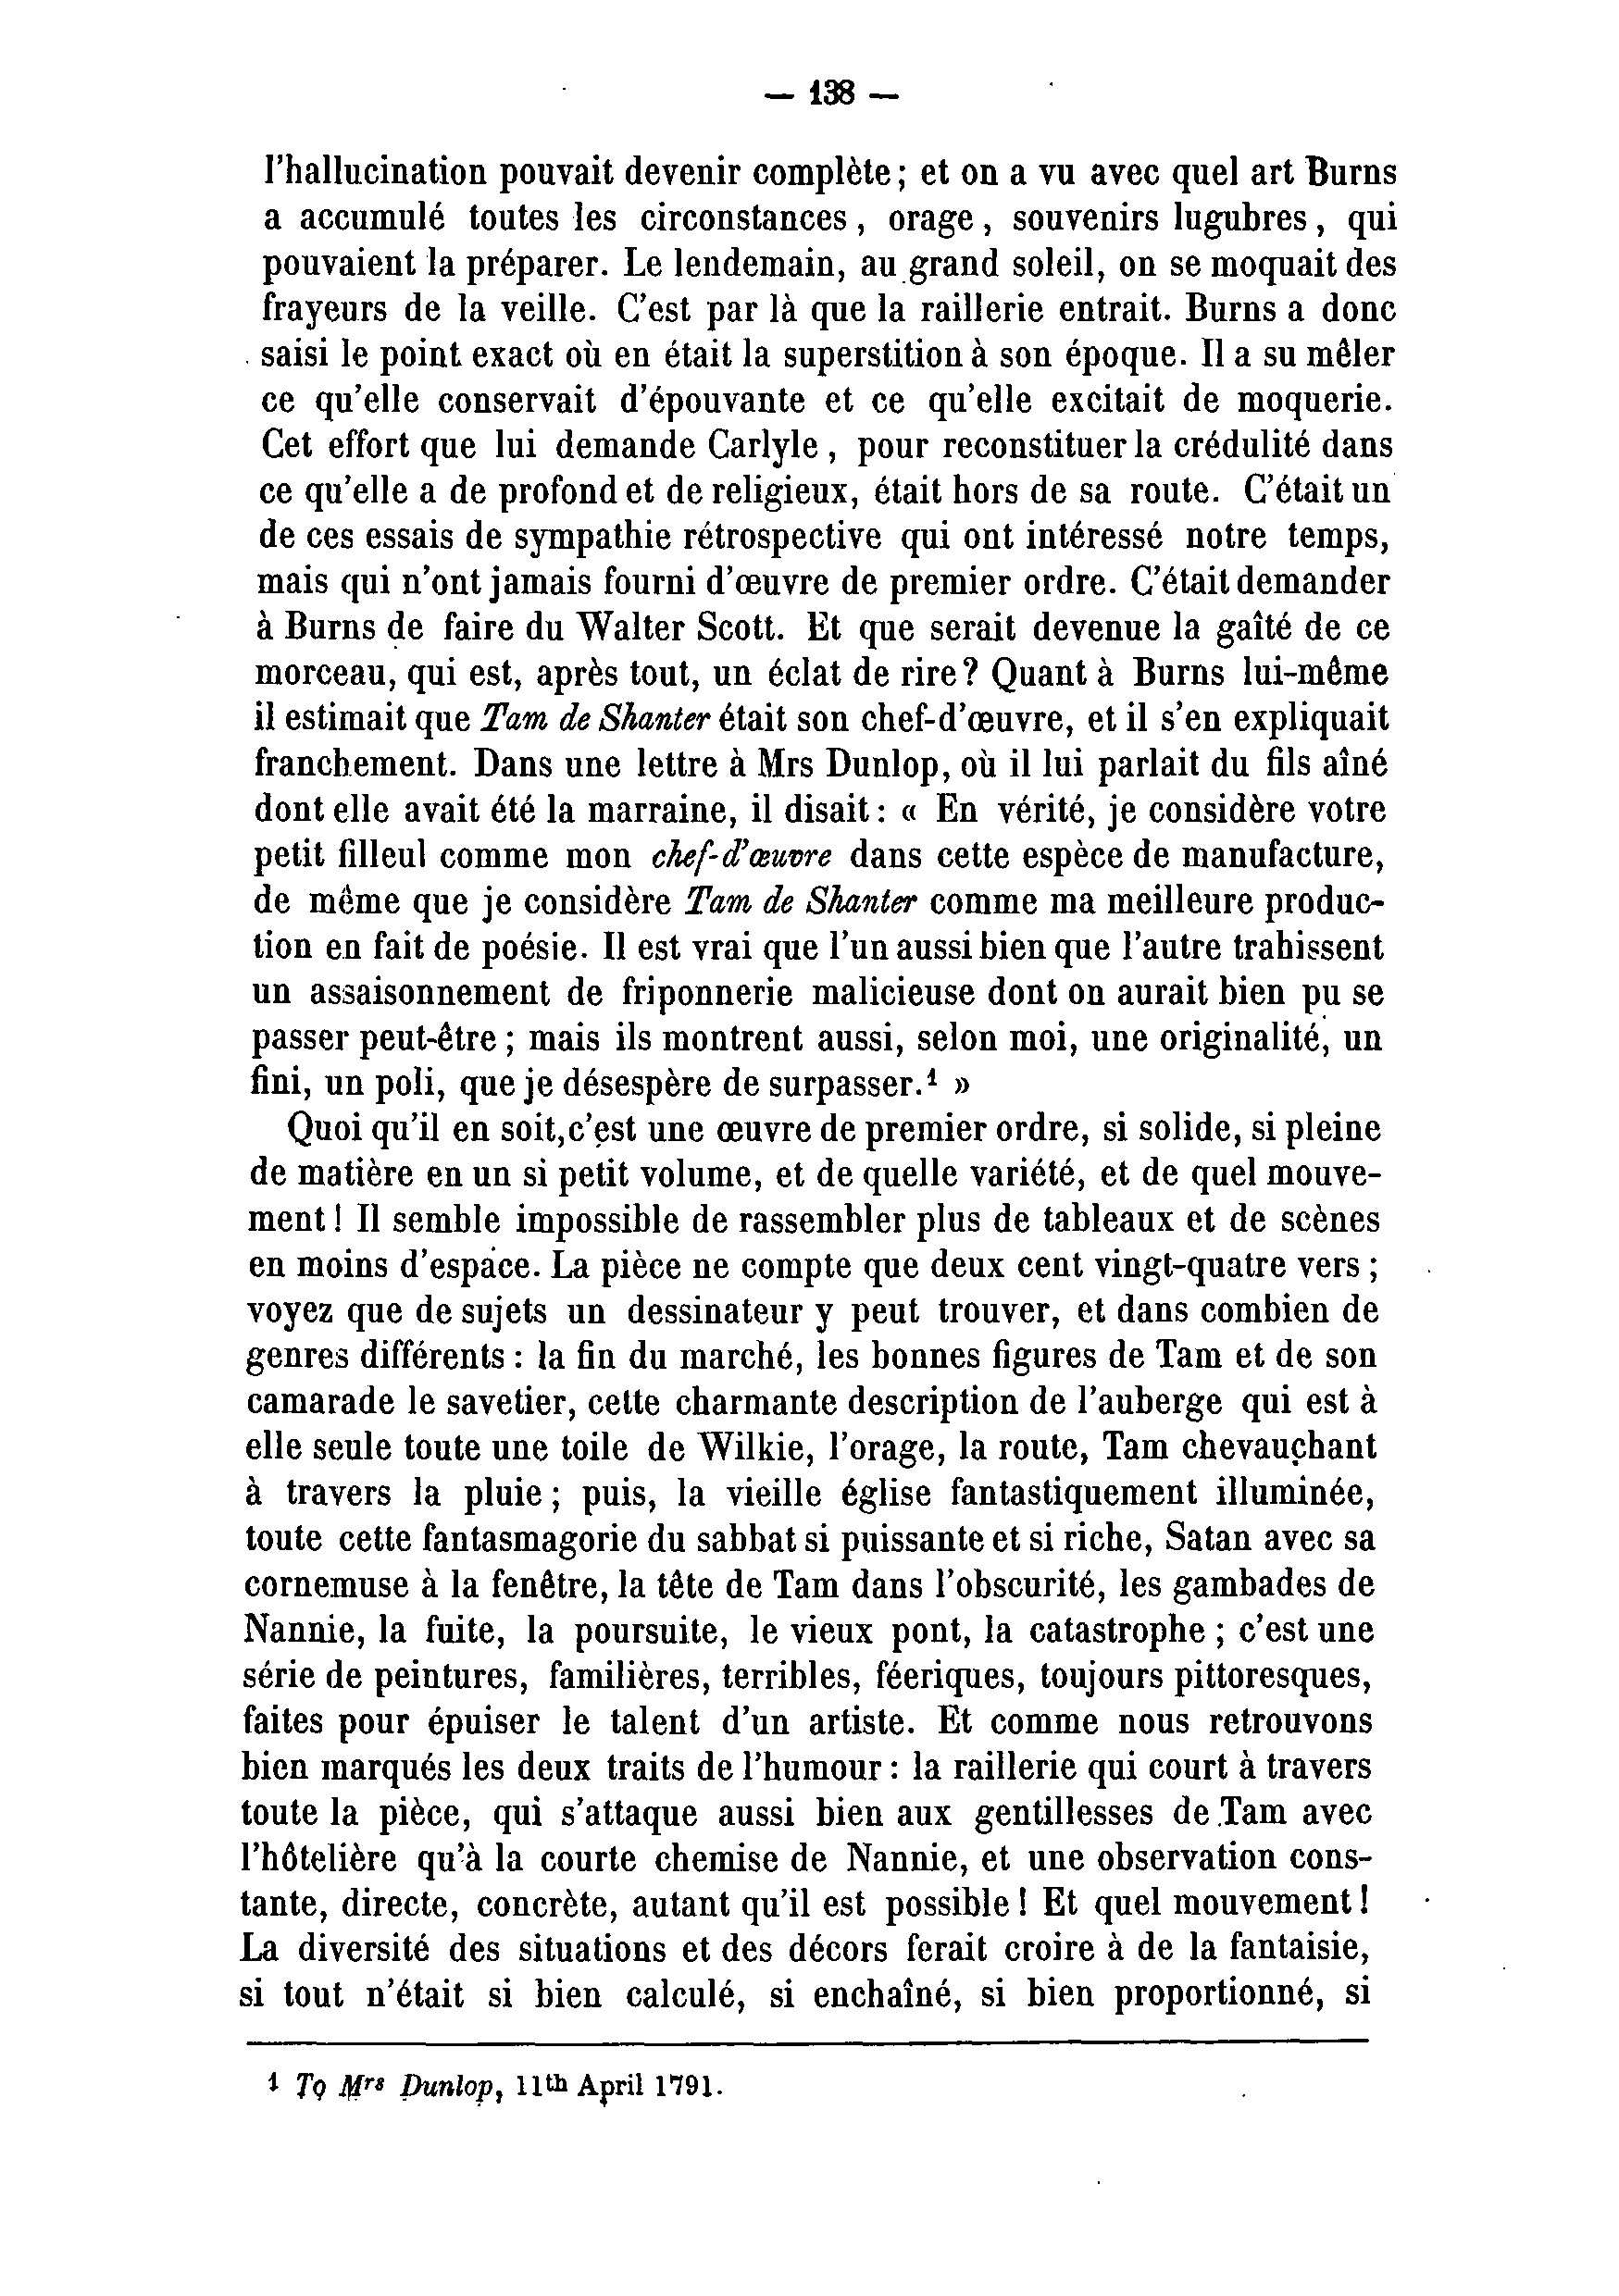 — 138 —
l'hallucination pouvait devenir complète; et on a vu avec quel art Burns
a accumulé toutes les circonstances, orage, souvenirs lugubres, qui
pouvaient la préparer. Le lendemain, au grand soleil, on se moquait des
frayeurs de la veille. C'est par là que la raillerie entrait. Burns a donc
saisi le point exact où en était la superstition à son époque. Il a su mêler
ce qu'elle conservait d'épouvante et ce qu'elle excitait de moquerie.
Cet effort que lui demande Carlyle, pour reconstituer la crédulité dans
ce qu'elle a de profond et de religieux, était hors de sa route. C'était un
de ces essais de sympathie rétrospective qui ont intéressé notre temps,
mais qui n'ont jamais fourni d'œuvre de premier ordre. C'était demander
à Burns de faire du Walter Scott. Et que serait devenue la gaîté de ce
morceau, qui est, après tout, un éclat de rire? Quant à Burns lui-même
il estimait que Tam de Shanter était son chef-d'œuvre, et il s'en expliquait
franchement. Dans une lettre à Mrs Dunlop, où il lui parlait du fils aîné
dont elle avait été la marraine, il disait: « En vérité, je considère votre
petit filleul comme mon chef-d'œuvre dans cette espèce de manufacture,
de même que je considère Tam de Shanter comme ma meilleure produc-
tion en fait de poésie. Il est vrai que l'un aussi bien que l'autre trahissent
un assaisonnement de friponnerie malicieuse dont on aurait bien pu se
passer peut-être; mais ils montrent aussi, selon moi, une originalité, un
fini, un poli, que je désespère de surpasser.¹ »
Quoi qu'il en soit, c'est une œuvre de premier ordre, si solide, si pleine
de matière en un si petit volume, et de quelle variété, et de quel mouve-
ment! Il semble impossible de rassembler plus de tableaux et de scènes
en moins d'espace. La pièce ne compte que deux cent vingt-quatre vers;
voyez que de sujets un dessinateur y peut trouver, et dans combien de
genres différents: la fin du marché, les bonnes figures de Tam et de son
camarade le savetier, cette charmante description de l'auberge qui est à
elle seule toute une toile de Wilkie, l'orage, la route, Tam chevauchant
à travers la pluie; puis, la vieille église fantastiquement illuminée,
toute cette fantasmagorie du sabbat si puissante et si riche, Satan avec sa
cornemuse à la fenêtre, la tête de Tam dans l'obscurité, les gambades de
Nannie, la fuite, la poursuite, le vieux pont, la catastrophe; c'est une
série de peintures, familières, terribles, féeriques, toujours pittoresques,
faites pour épuiser le talent d'un artiste. Et comme nous retrouvons
bien marqués les deux traits de l'humour: la raillerie qui court à travers
toute la pièce, qui s'attaque aussi bien aux gentillesses de Tam avec
l'hôtelière qu'à la courte chemise de Nannie, et une observation cons-
tante, directe, concrète, autant qu'il est possible! Et quel mouvement!
La diversité des situations et des décors ferait croire à de la fantaisie,
si tout n'était si bien calculé, si enchaîné, si bien proportionné, si
¹ To Mrs Dunlop, 11th April 1791.